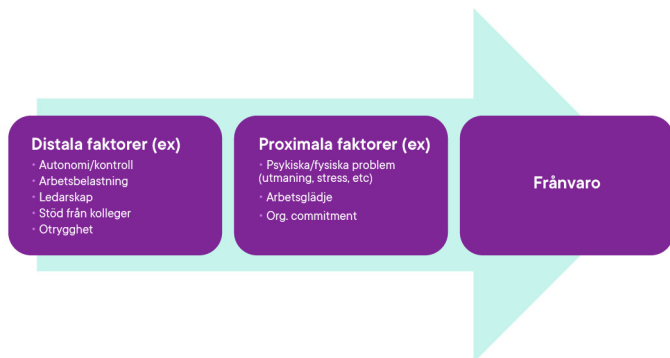 Distala faktorer (ex)
• Autonomi/kontroll
• Arbetsbelastning
• Ledarskap
• Stöd från kolleger
• Otrygghet
Proximala faktorer (ex)
• Psykiska/fysiska problem
(utmaning, stress, etc)
• Arbetsglädje
• Org. commitment
Frånvaro